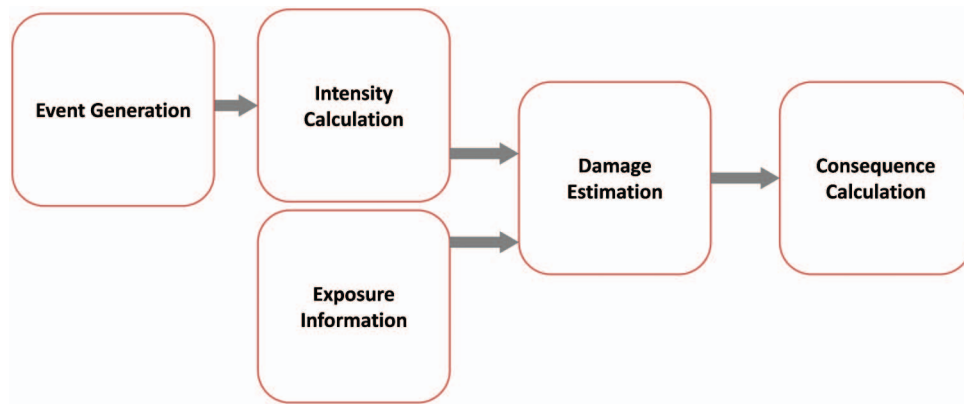 Event Generation
Intensity
Calculation
Exposure
Information
Damage
Estimation
Consequence
Calculation